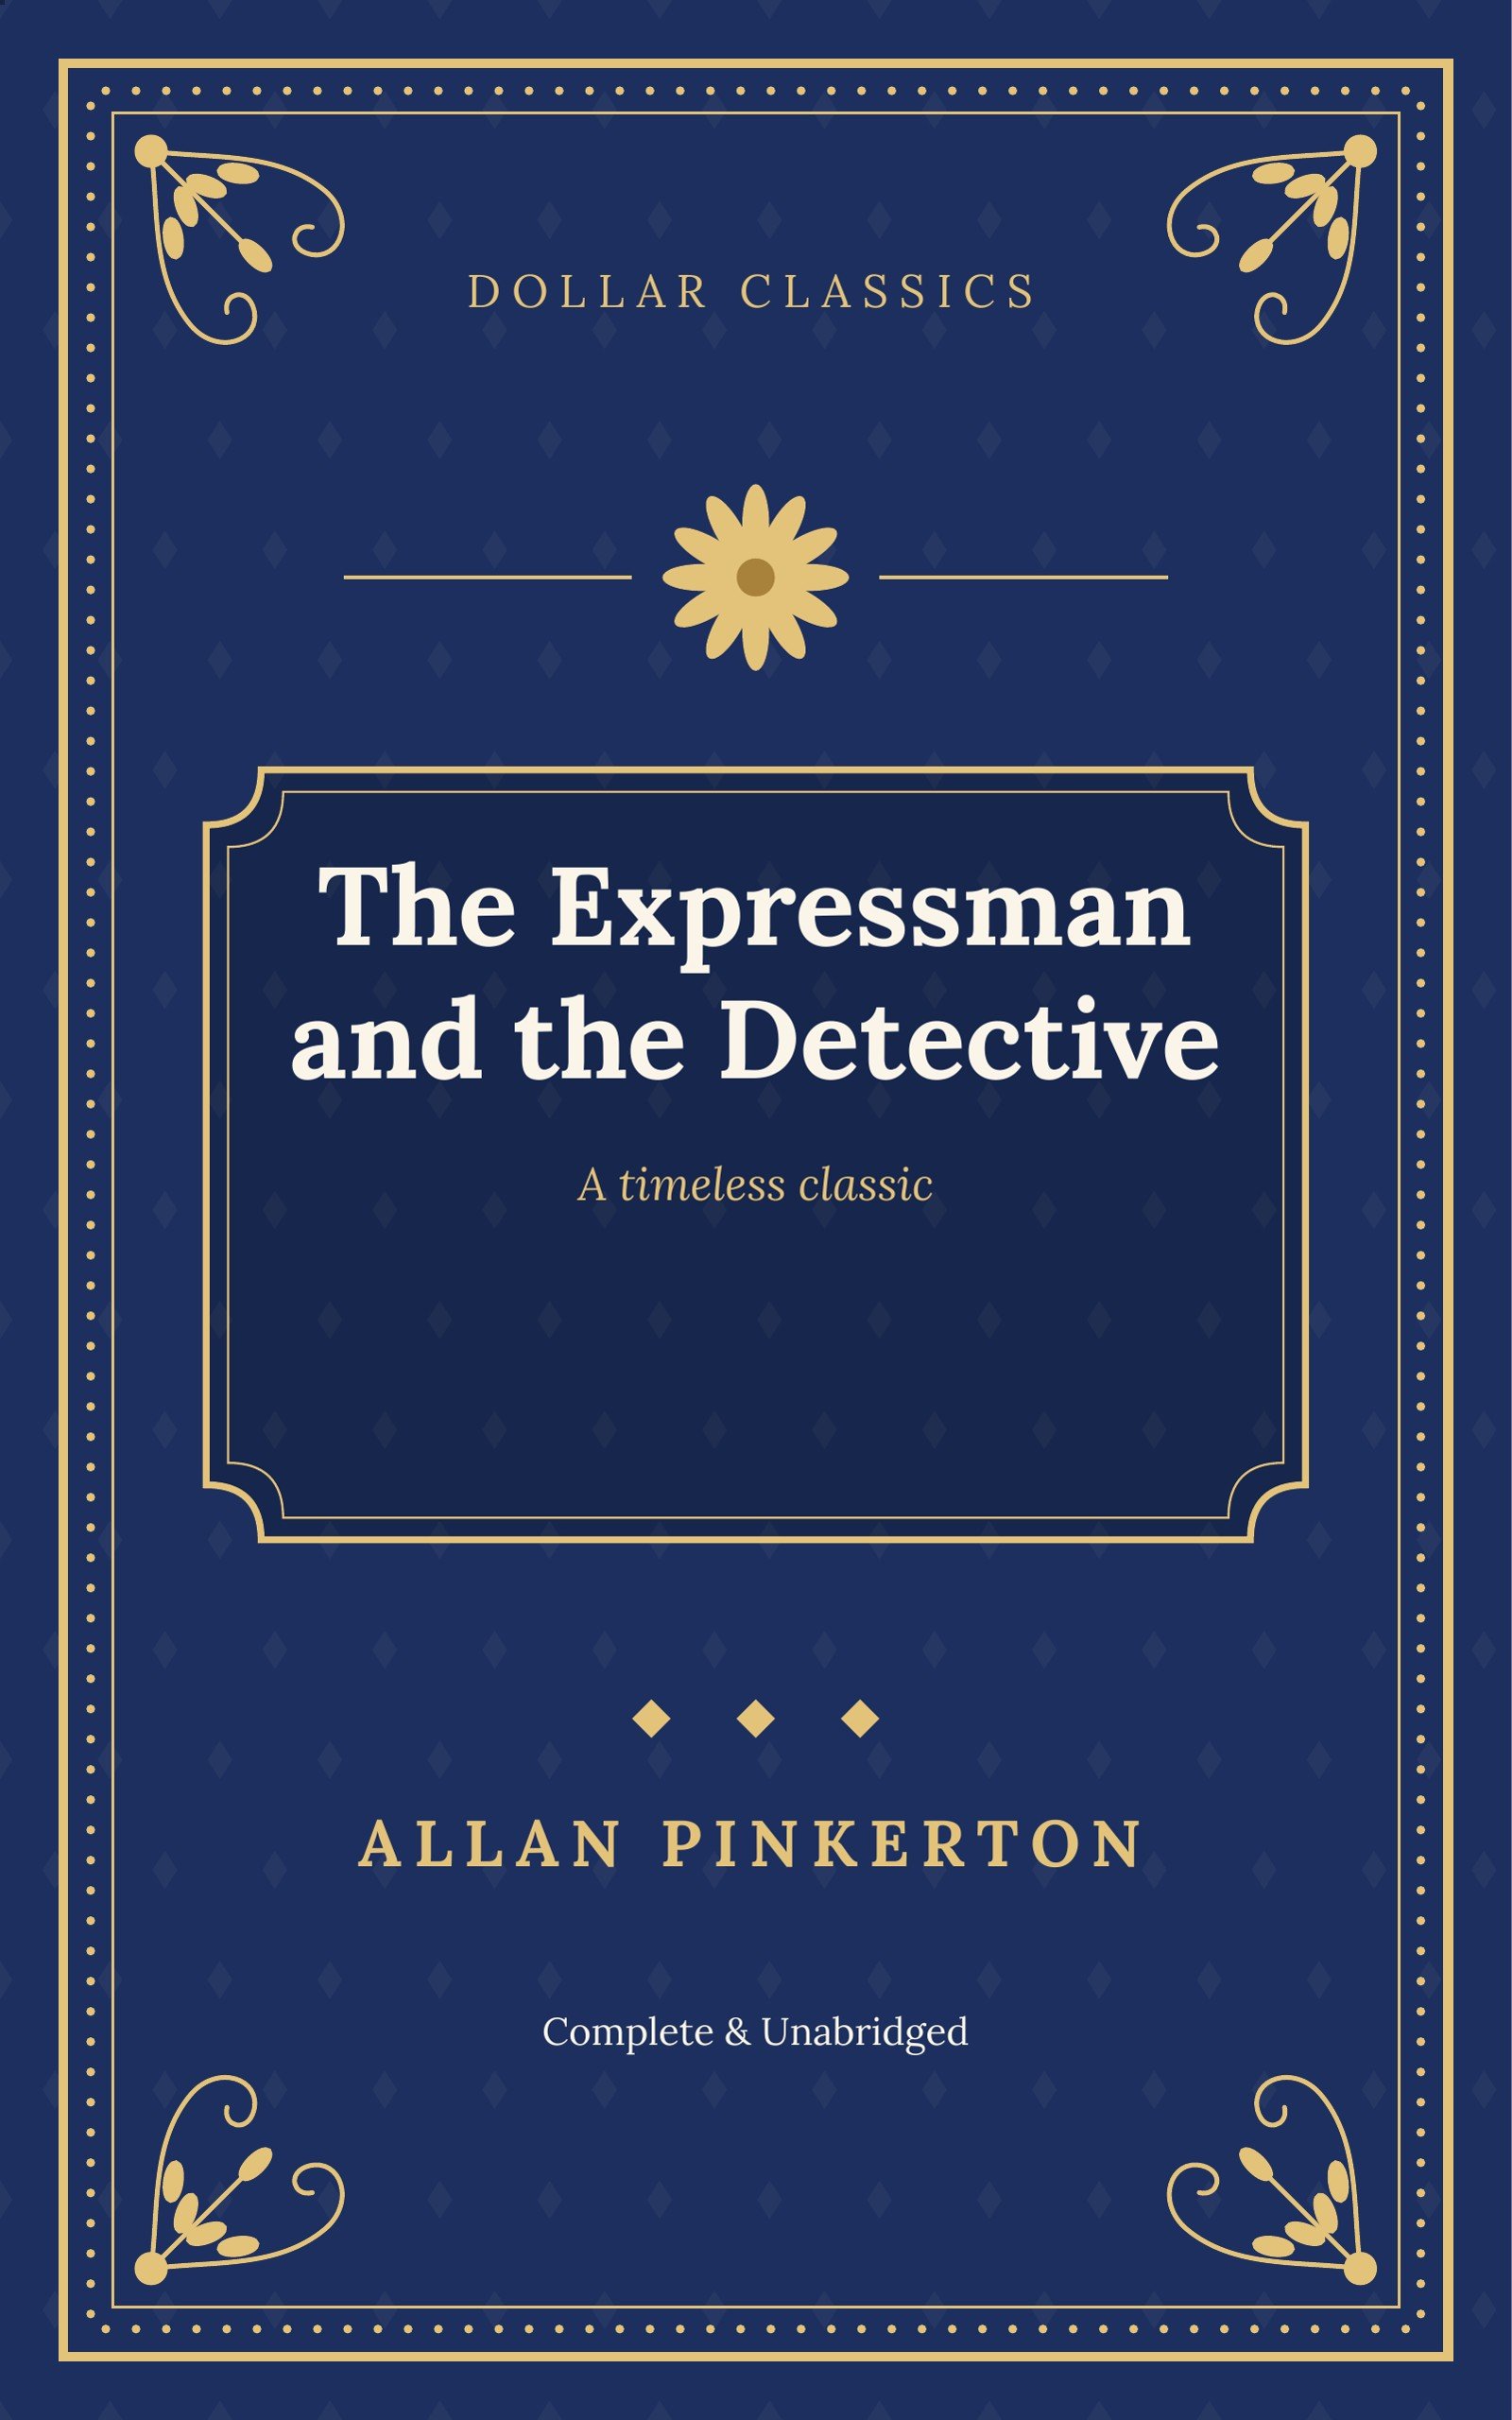 DOLLAR CLASSICS
The Expressman
and the Detective
A timeless classic
ALLAN PINKERTON
Complete & Unabridged